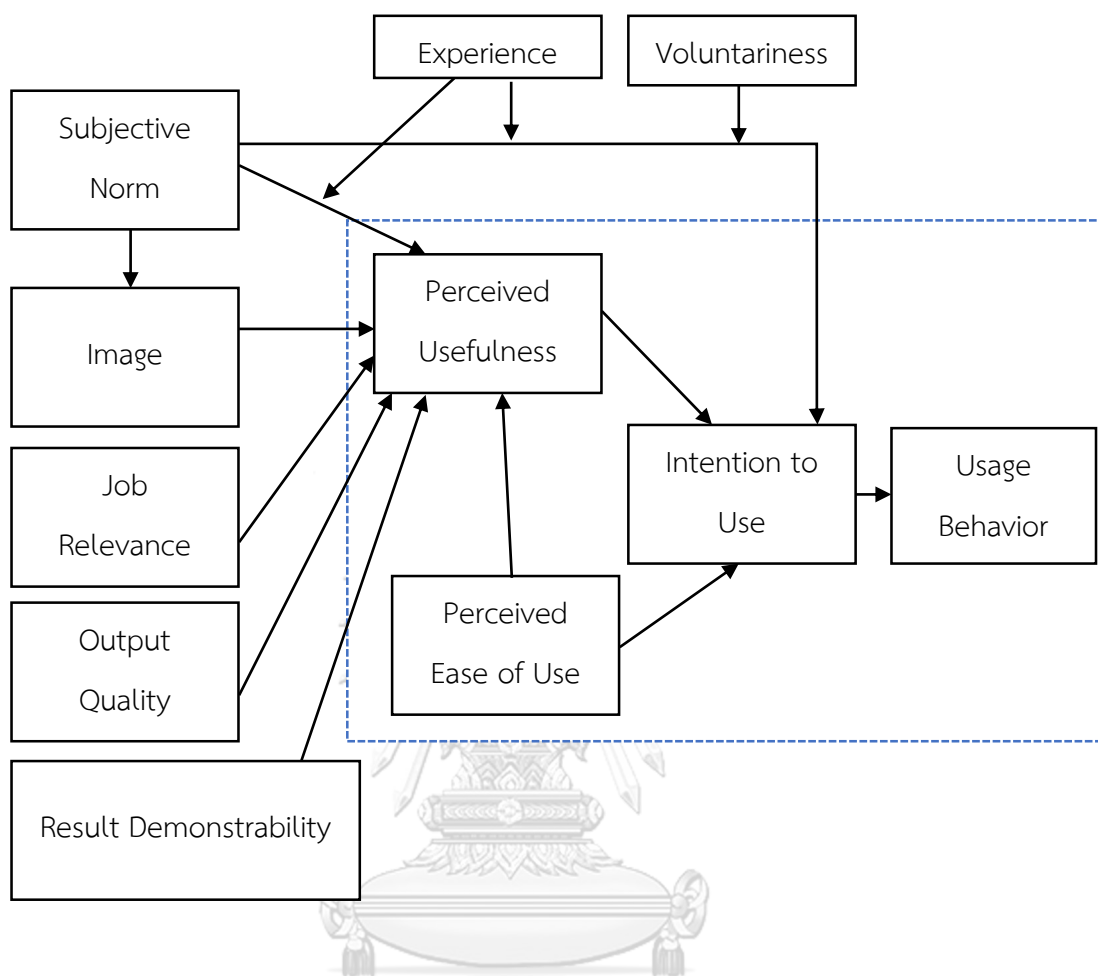 Experience
Voluntariness
Subjective
Norm
Perceived
Usefulness
Image
Job
Relevance
Intention to
Use
Usage
Behavior
Perceived
Ease of Use
Output
Quality
Result Demonstrability